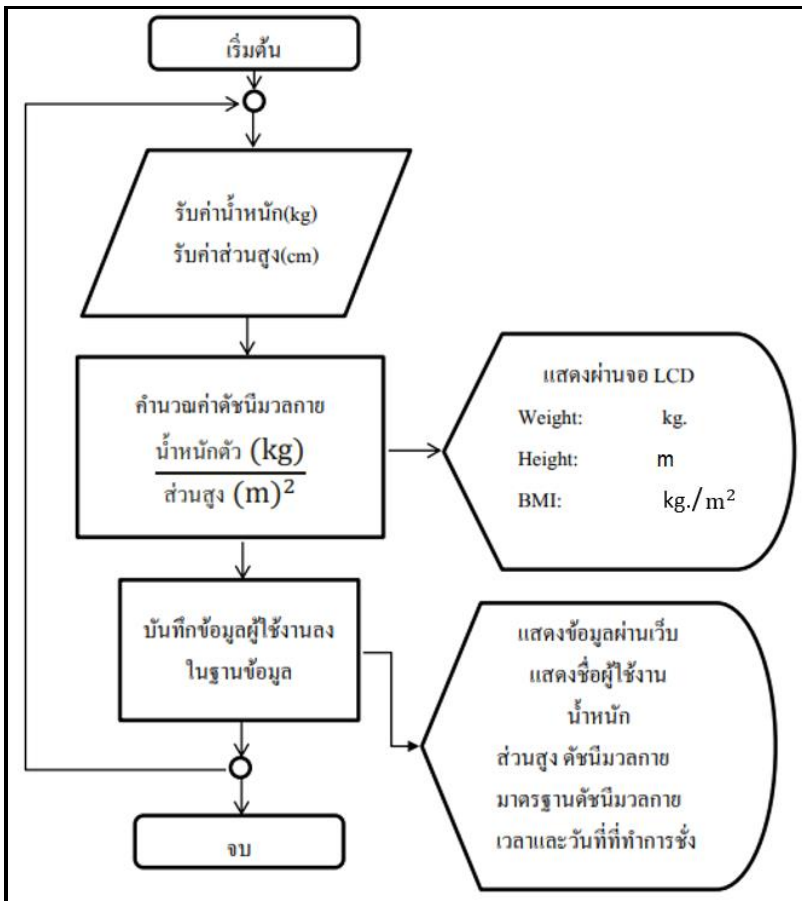 เริ่มต้น
รับค่าน้ำหนัก(kg)
รับค่าส่วนสูง(cm)
คำนวณค่าดัชนีมวลกาย
น้ำหนักตัว (kg)
ส่วนสูง (m)²
แสดงผ่านจอ LCD
Weight: kg.
Height: m
BMI: kg./m²
บันทึกข้อมูลผู้ใช้งานลง
ในฐานข้อมูล
แสดงข้อมูลผ่านเว็บ
แสดงชื่อผู้ใช้งาน
น้ำหนัก
ส่วนสูง ดัชนีมวลกาย
มาตรฐานดัชนีมวลกาย
เวลาและวันที่ที่ทำการชั่ง
จบ